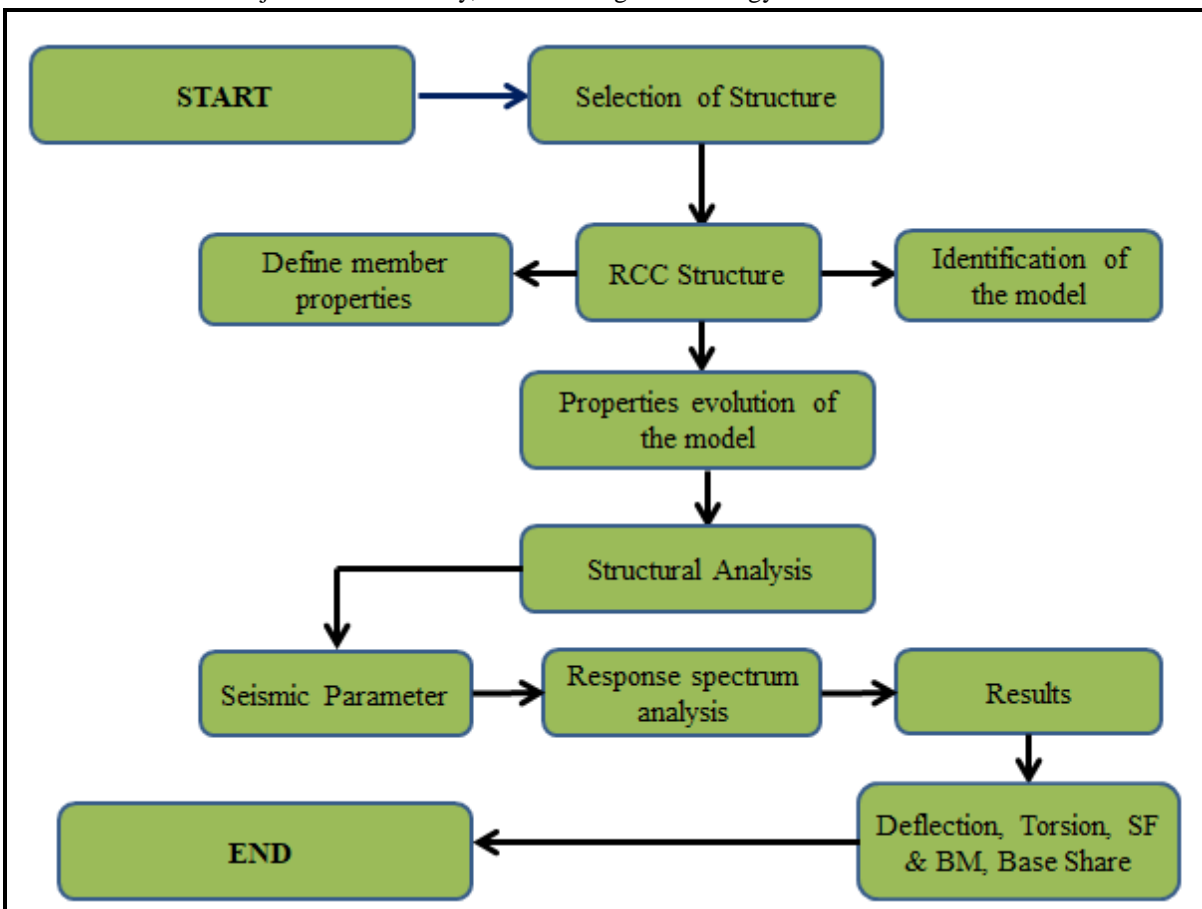 START
Selection of Structure
Define member
properties
RCC Structure
Identification of
the model
Properties evolution of
the model
Structural Analysis
Seismic Parameter
Response spectrum
analysis
Results
Deflection, Torsion, SF
& BM, Base Share
END